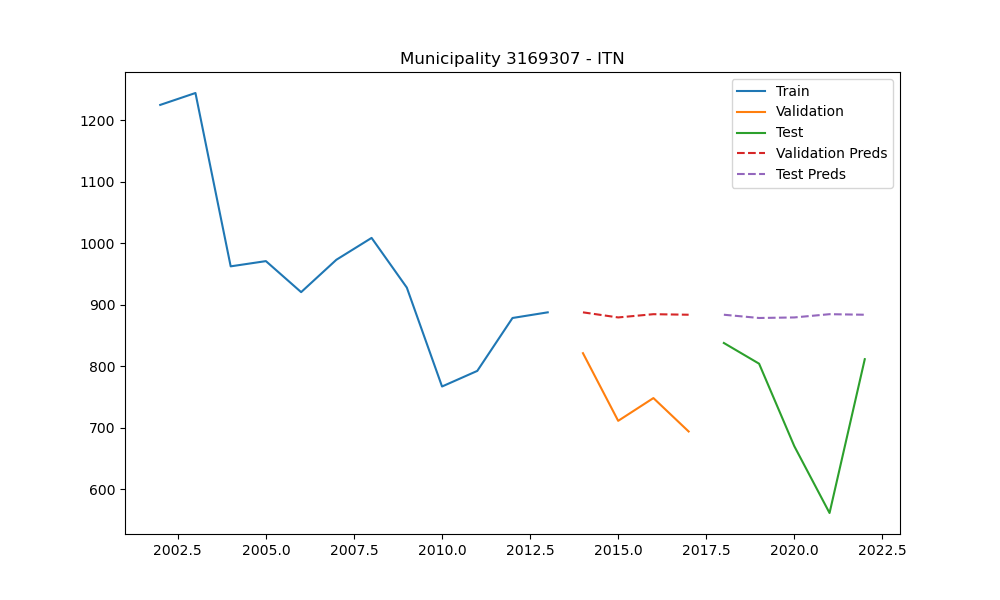 Municipality 3169307 - ITN
Train
Validation
Test
Validation Preds
Test Preds
1200
1100
1000
900
800
700
600
2002.5 2005.0 2007.5 2010.0 2012.5 2015.0 2017.5 2020.0 2022.5